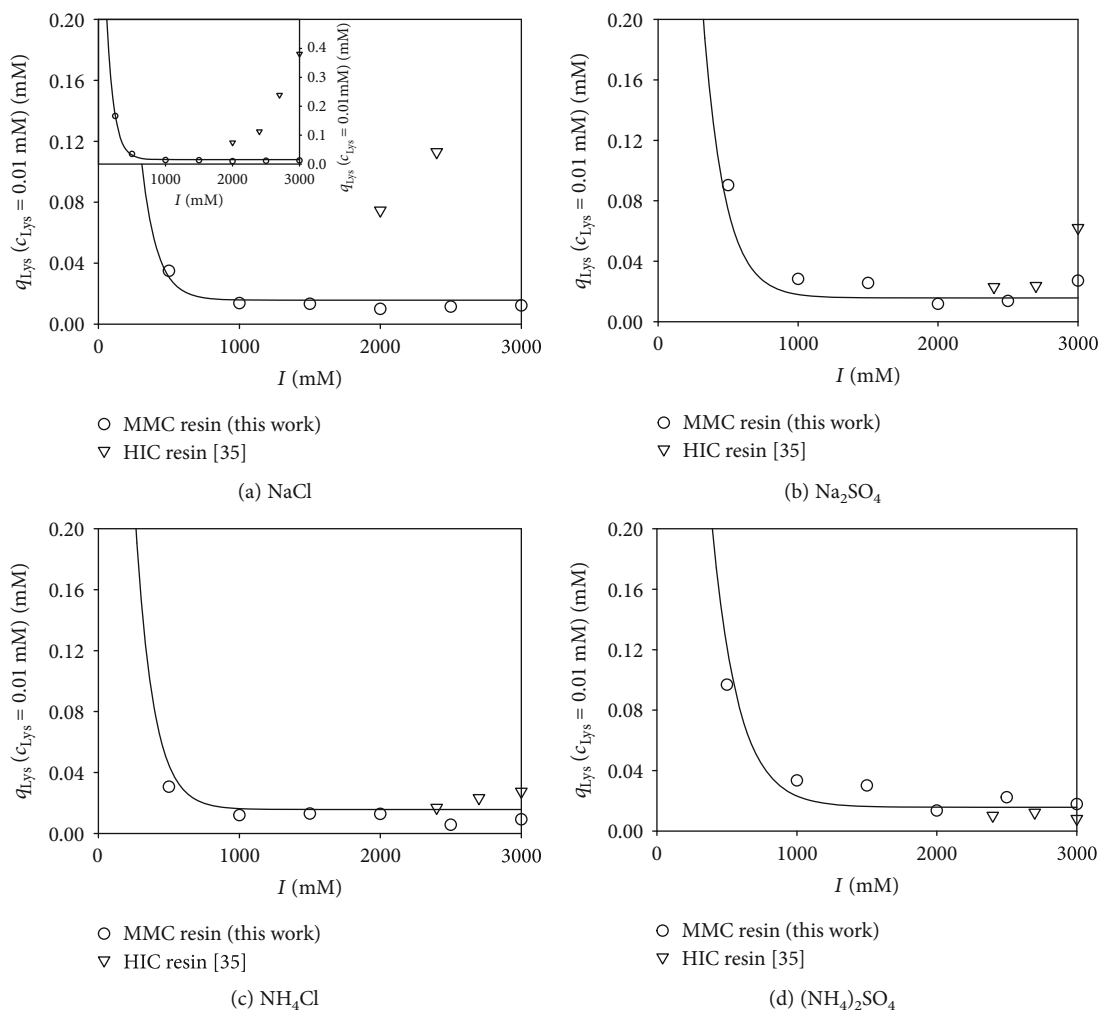 0.20
0.16
0.12
0.08
0.04
0.00
q_Lys (c_Lys = 0.01 mM) (mM)
0.4
0.3
0.2
0.1
0.0
q_Lys (c_Lys = 0.01mM) (mM)
1000 2000 3000
I (mM)
0 1000 2000 3000
I (mM)
MMC resin (this work)
HIC resin [35]
(a) NaCl
0.20
0.16
0.12
0.08
0.04
0.00
q_Lys (c_Lys = 0.01 mM) (mM)
0 1000 2000 3000
I (mM)
MMC resin (this work)
HIC resin [35]
(b) Na₂SO₄
0.20
0.16
0.12
0.08
0.04
0.00
q_Lys (c_Lys = 0.01 mM) (mM)
0 1000 2000 3000
I (mM)
MMC resin (this work)
HIC resin [35]
(c) NH₄Cl
0.20
0.16
0.12
0.08
0.04
0.00
q_Lys (c_Lys = 0.01 mM) (mM)
0 1000 2000 3000
I (mM)
MMC resin (this work)
HIC resin [35]
(d) (NH₄)₂SO₄